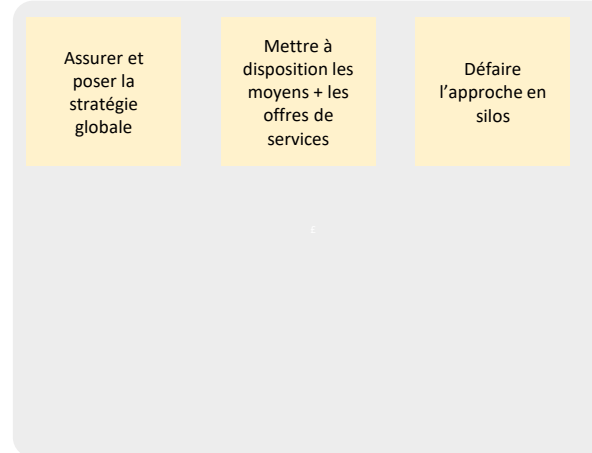 Assurer et
poser la
stratégie
globale
Mettre à
disposition les
moyens + les
offres de
services
Défaire
l’approche en
silos
£